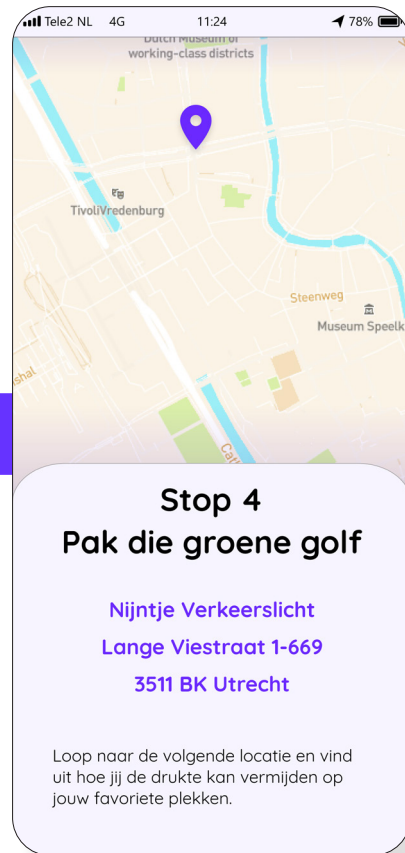 Tele2 NL 4G 11:24 78%
Dutch Museum of
working-class districts
TivoliVredenburg
Steenweg
Museum Speelk
shal
Stop 4
Pak die groene golf
Nijntje Verkeerslicht
Lange Viestraat 1-669
3511 BK Utrecht
Loop naar de volgende locatie en vind
uit hoe jij de drukte kan vermijden op
jouw favoriete plekken.